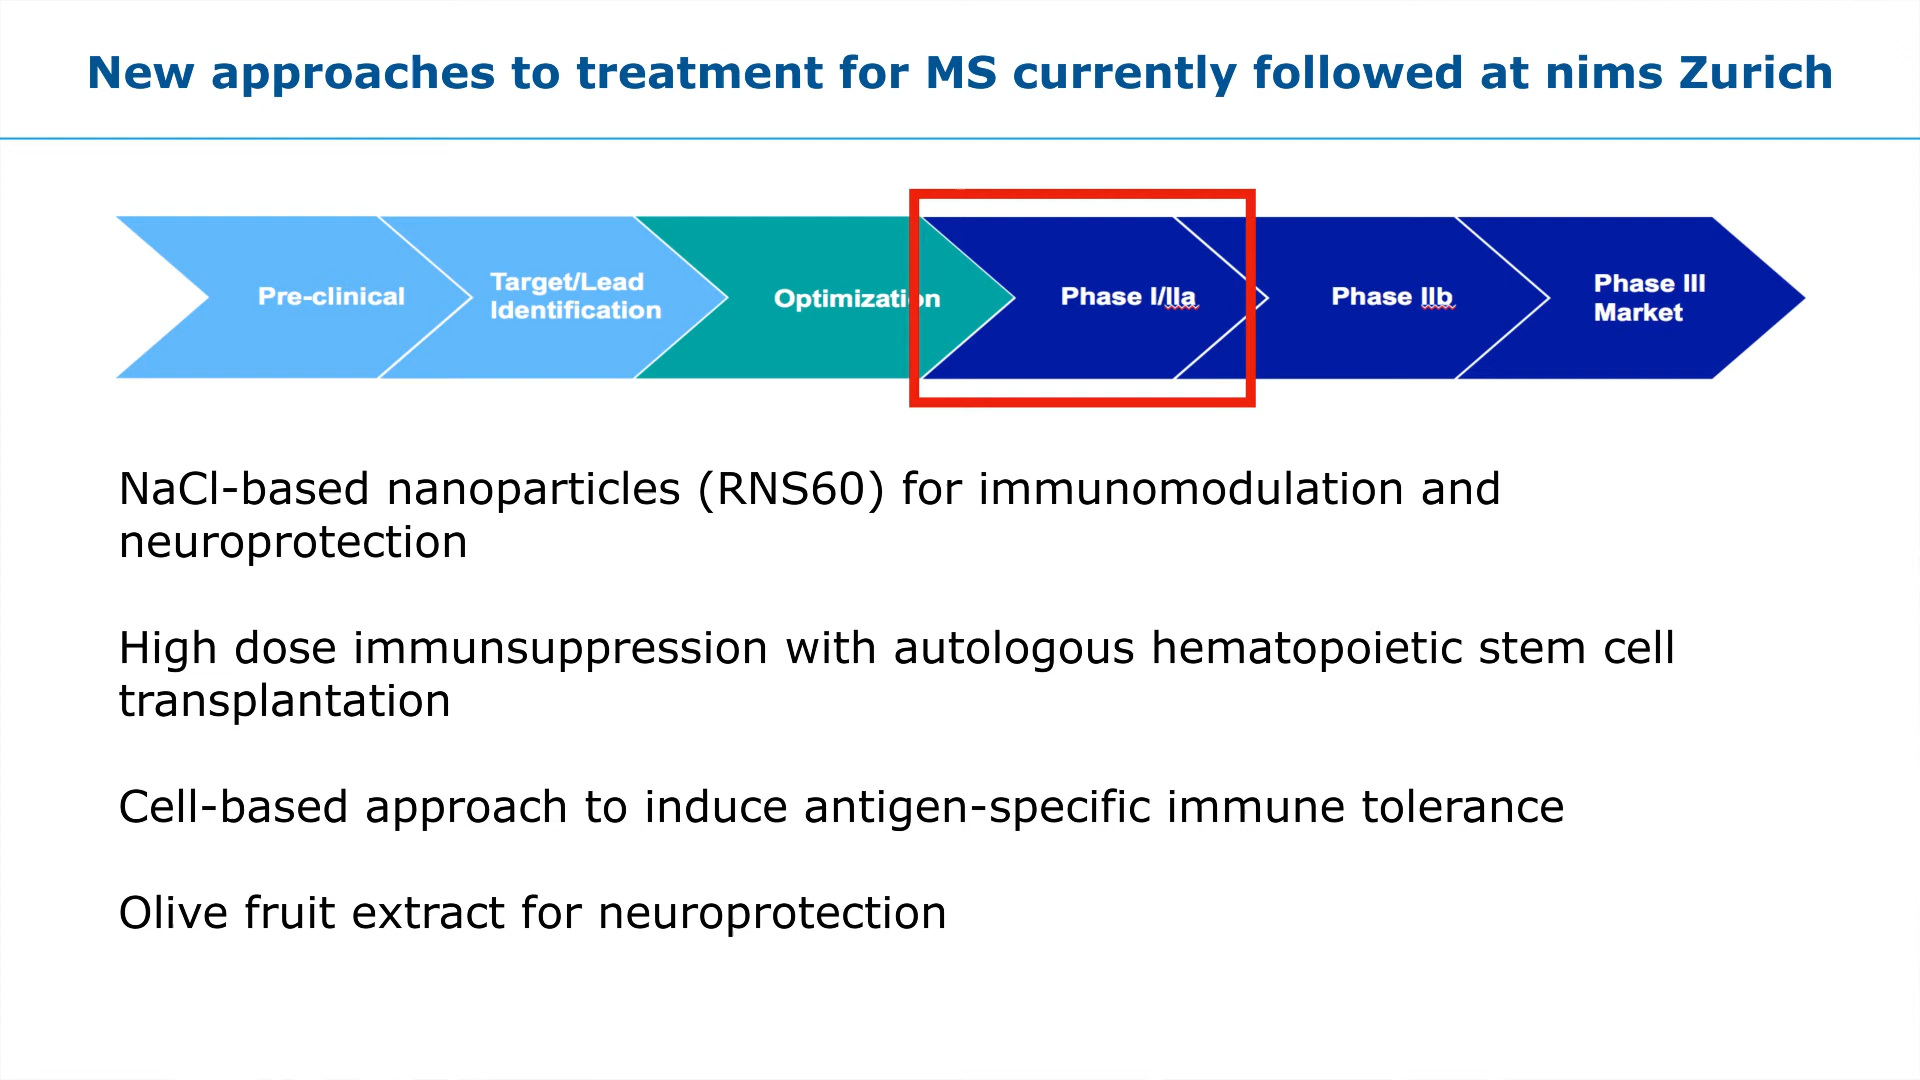 New approaches to treatment for MS currently followed at nims Zurich
Pre-clinical
Target/Lead
Identification
Optimization
Phase I/IIa
Phase IIb
Phase III
Market
NaCl-based nanoparticles (RNS60) for immunomodulation and
neuroprotection
High dose immunsuppression with autologous hematopoietic stem cell
transplantation
Cell-based approach to induce antigen-specific immune tolerance
Olive fruit extract for neuroprotection